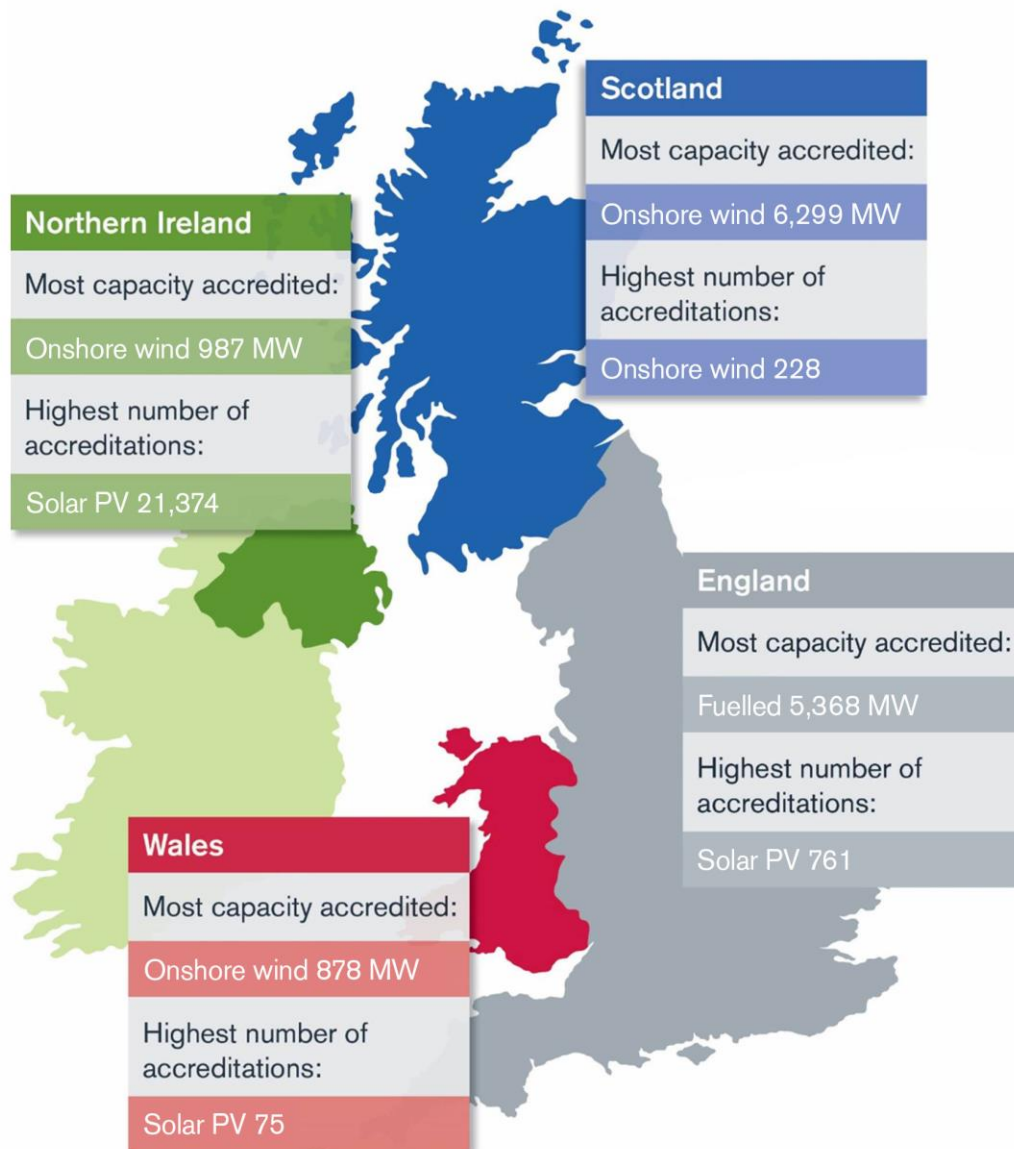 Scotland
Most capacity accredited:
Onshore wind 6,299 MW
Highest number of
accreditations:
Onshore wind 228
Northern Ireland
Most capacity accredited:
Onshore wind 987 MW
Highest number of
accreditations:
Solar PV 21,374
England
Most capacity accredited:
Fuelled 5,368 MW
Highest number of
accreditations:
Solar PV 761
Wales
Most capacity accredited:
Onshore wind 878 MW
Highest number of
accreditations:
Solar PV 75